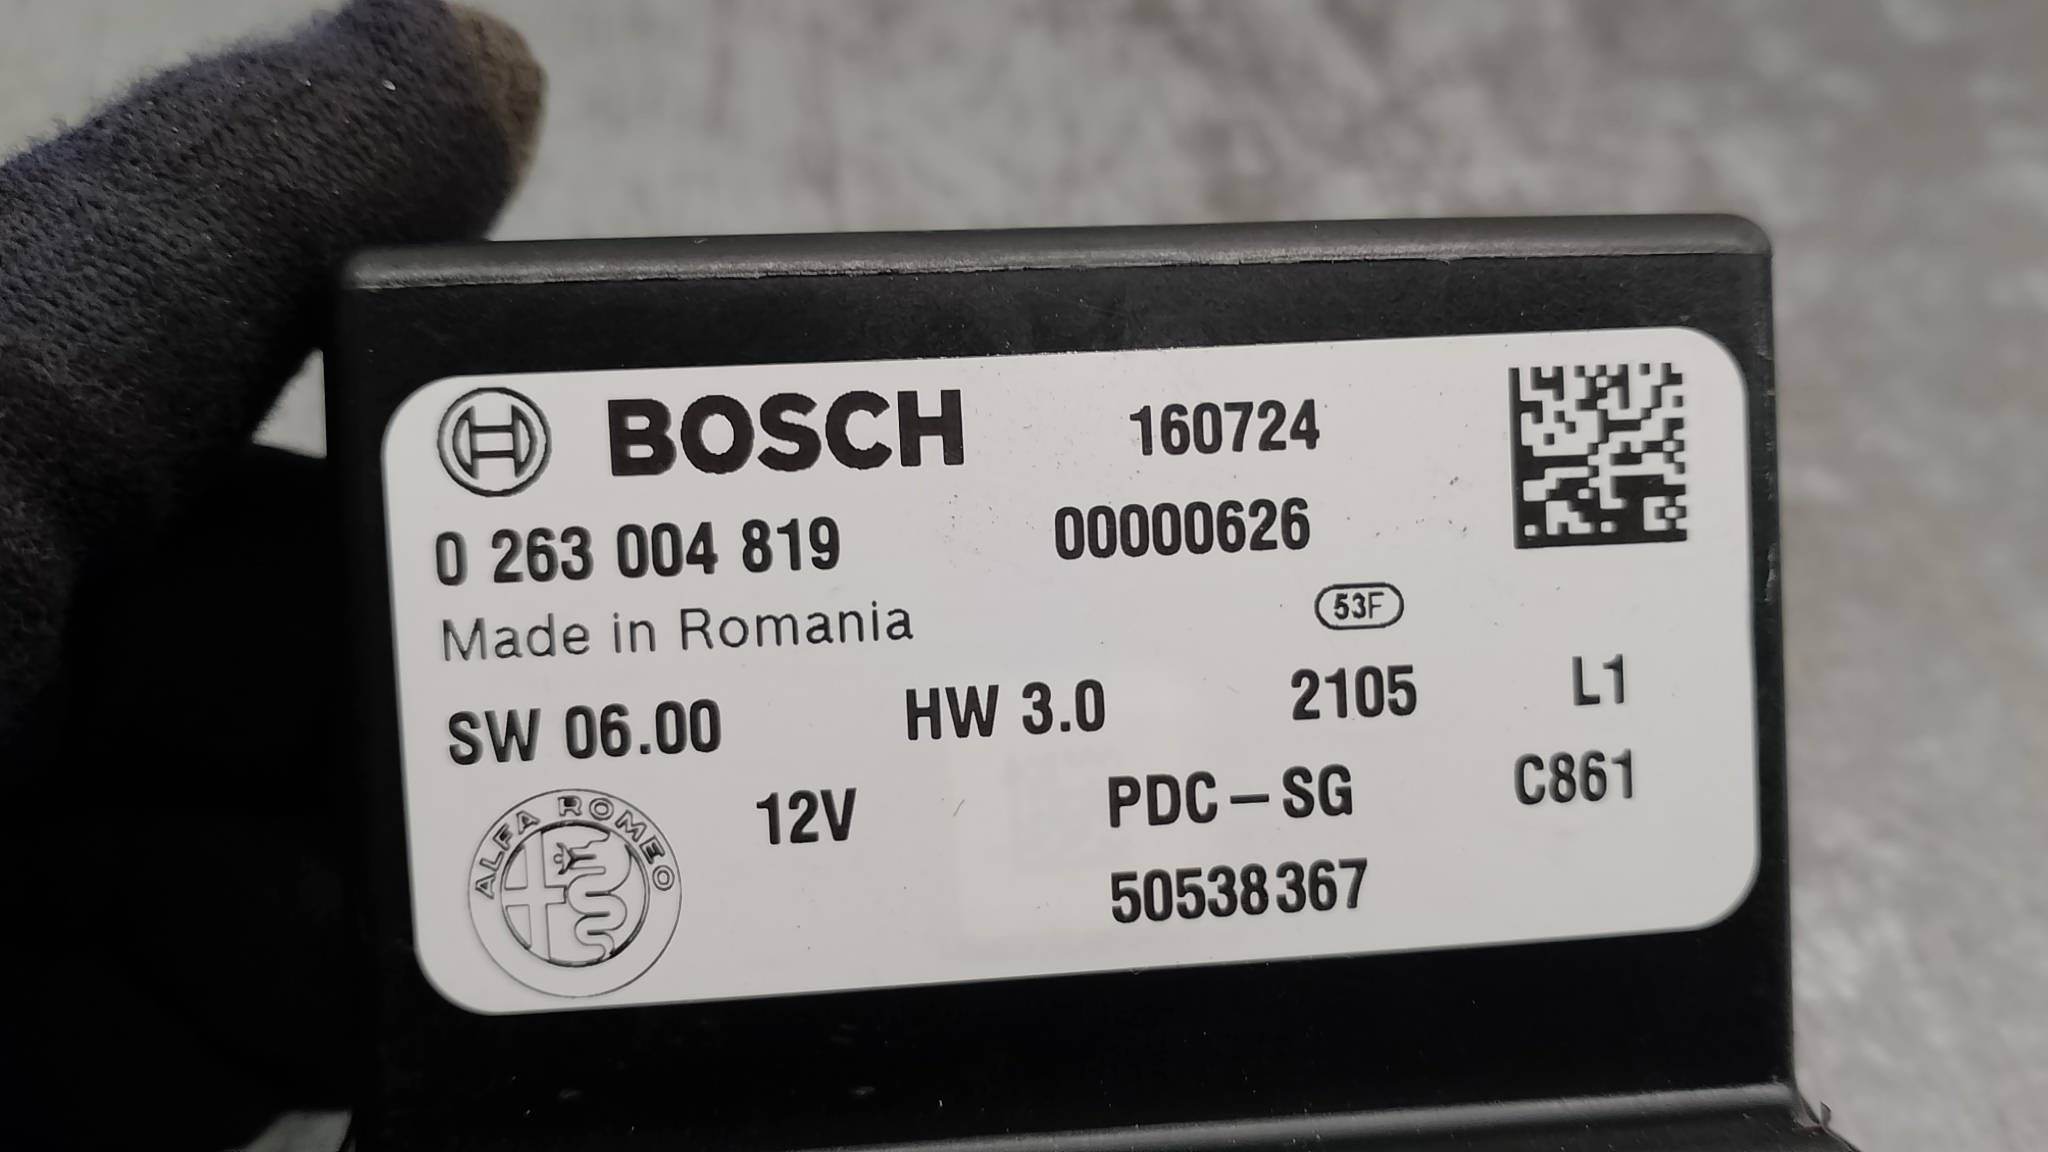 BOSCH 160724
0 263 004 819 00000626
Made in Romania 53F
SW 06.00 HW 3.0 2105 L1
12V PDC-SG C861
ALFA ROMEO
50538367